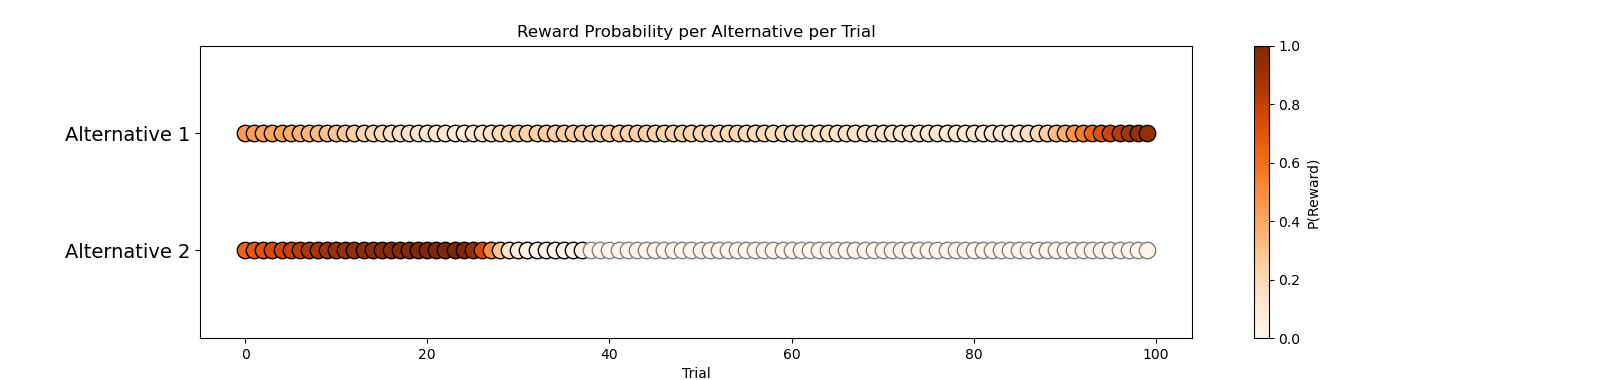 Reward Probability per Alternative per Trial
Alternative 1
Alternative 2
0 20 40 60 80 100
Trial
1.0
0.8
0.6
0.4
0.2
0.0
P(Reward)